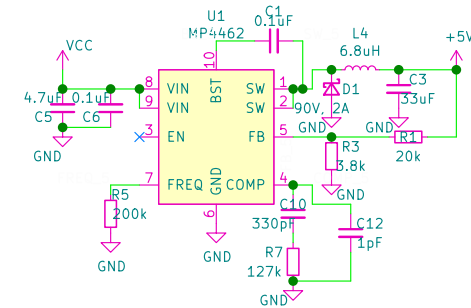 U1
MP4462
C1
0.1uF
L4
6.8uH
+5V
VCC
10
BST
8 VIN
9 VIN
SW 1
SW 2
4.7uF 0.1uF
C5 C6
GND
D1
90V, 2A
GND
C3
33uF
GND
3 EN
FB 5
R1
20k
R3
3.8k
GND
7 FREQ
GND
COMP 4
6
GND
R5
200k
GND
C10
330pF
C12
1pF
R7
127k
GND